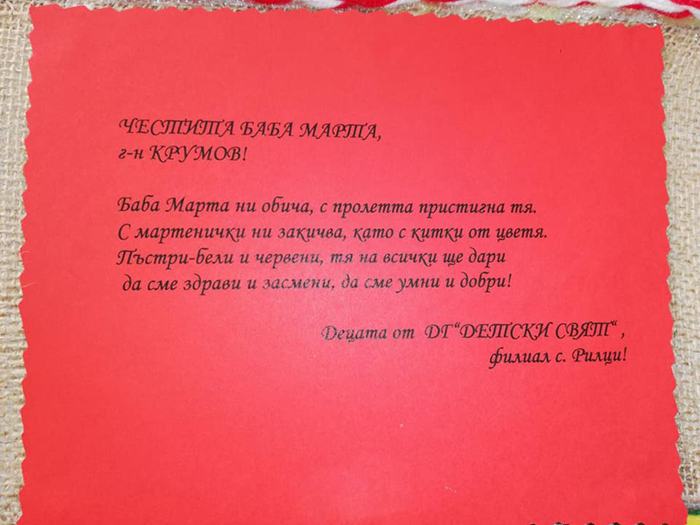 ЧЕСТИТА БАБА МАРТА,
г-н КРУМОВ!
Баба Марта ни обича, с пролетта пристигна тя.
С мартенички ни закичва, като с китки от цветя.
Пъстри-бели и червени, тя на всички ще дари
да сме здрави и засмени, да сме умни и добри!
Децата от ДГ“ДЕТСКИ СВЯТ“ ,
филиал с. Рилци!